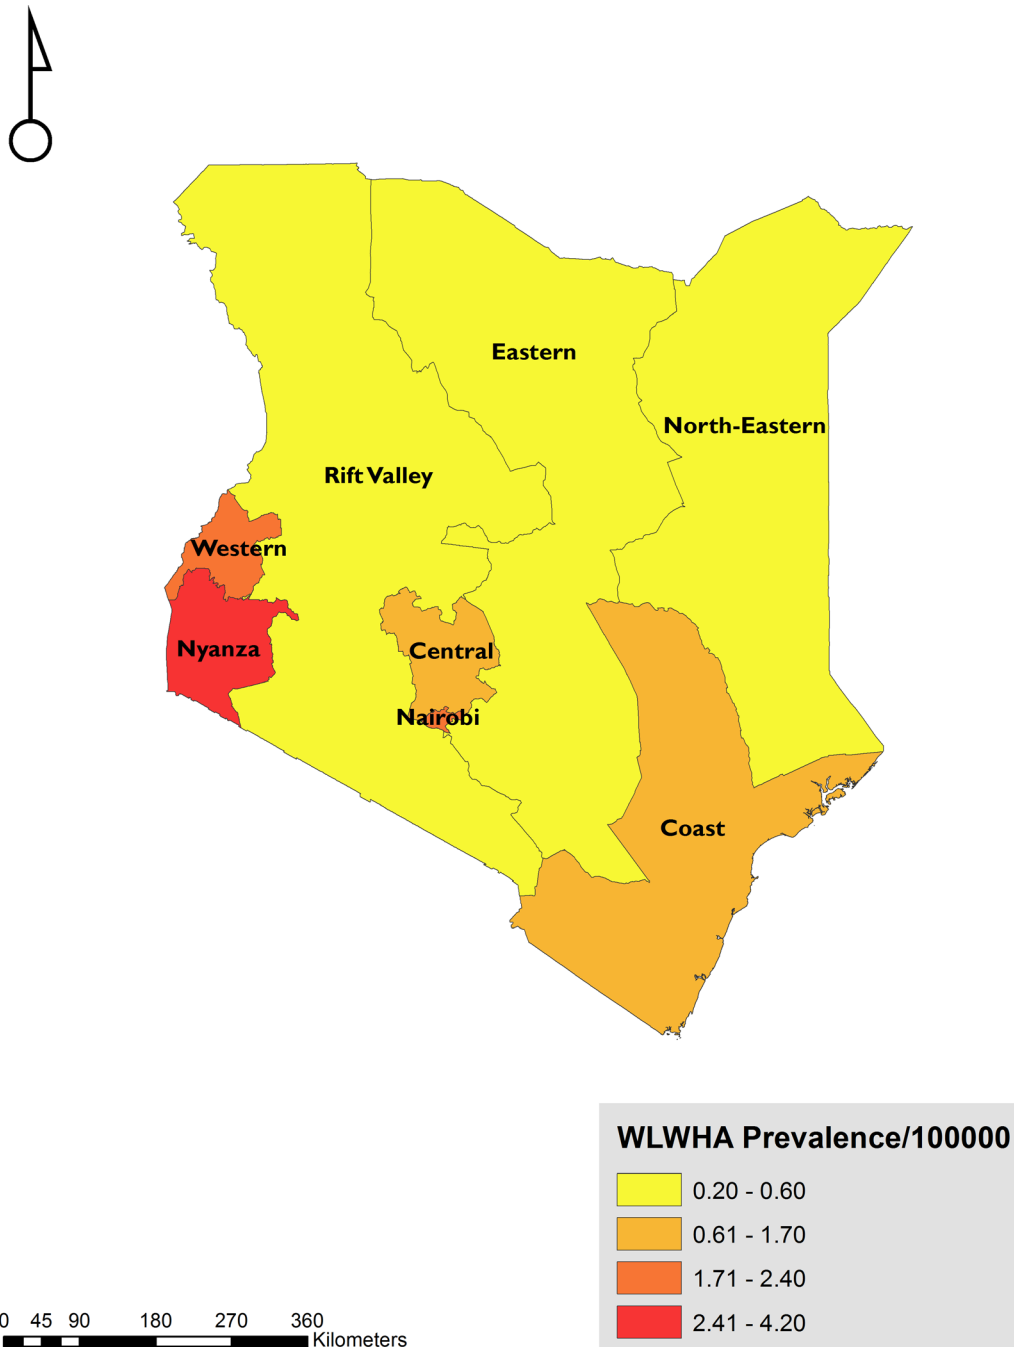 Eastern
North-Eastern
Rift Valley
Western
Nyanza
Central
Nairobi
Coast
WLWHA Prevalence/100000
0.20 - 0.60
0.61 - 1.70
1.71 - 2.40
2.41 - 4.20
0 45 90 180 270 360
Kilometers